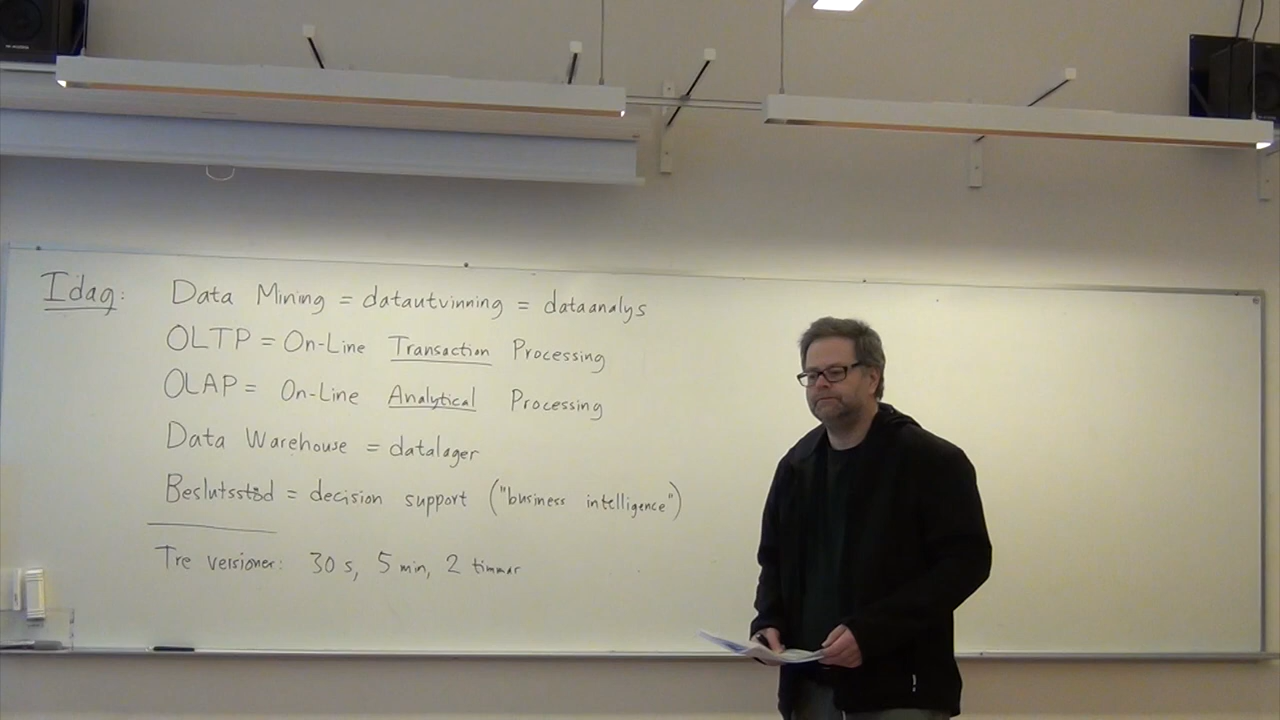 Idag: Data Mining = datautvinning = dataanalys
OLTP = On-Line Transaction Processing
OLAP = On-Line Analytical Processing
Data Warehouse = datalager
Beslutsstöd = decision support ("business intelligence")
Tre versioner: 30 s, 5 min, 2 timmar